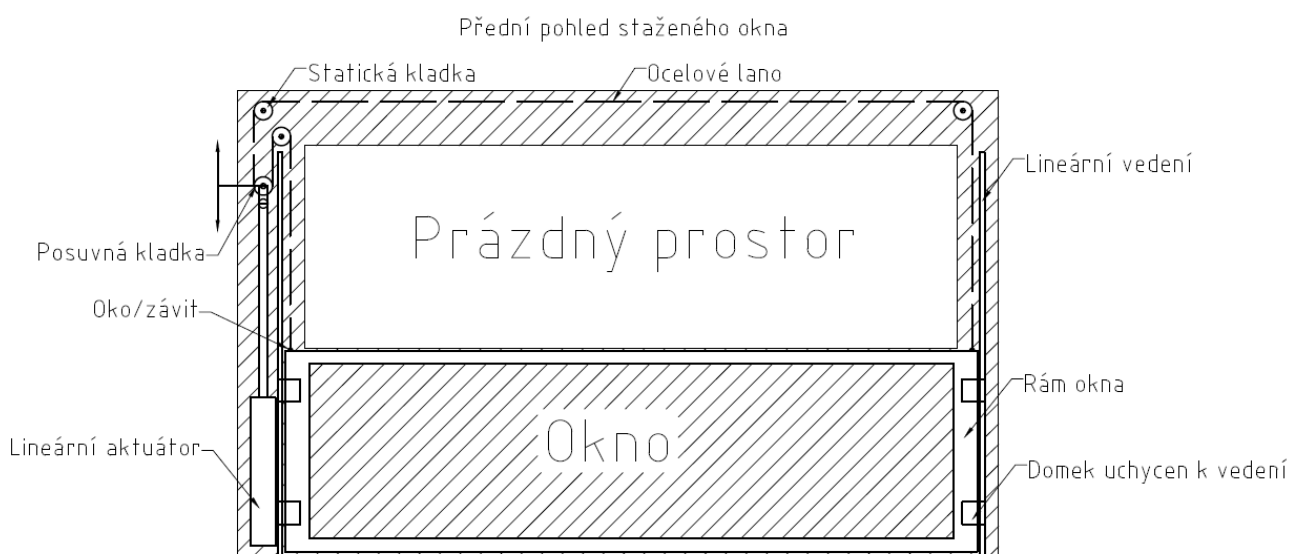 Přední pohled staženého okna
Statická kladka
Ocelové lano
Lineární vedení
Prázdný prostor
Posuvná kladka
Oko/závit
Rám okna
Okno
Lineární aktuátor
Domek uchycen k vedení